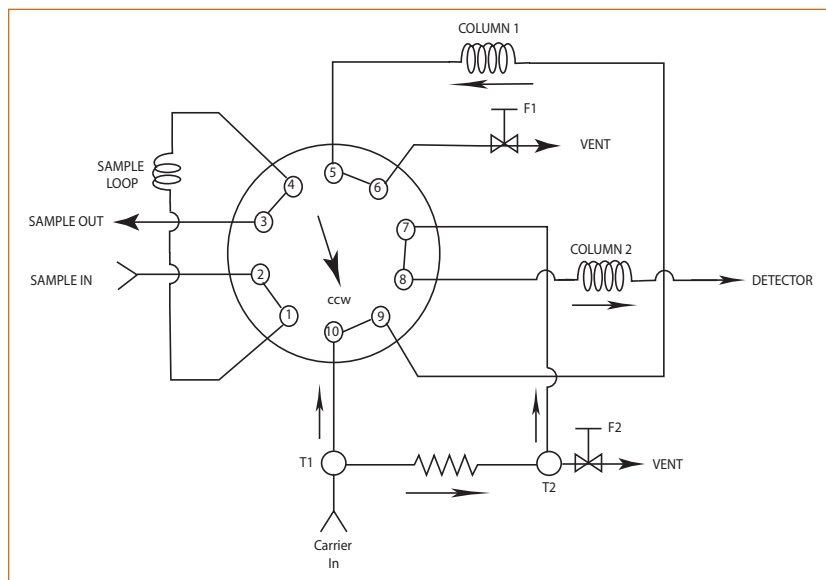 COLUMN 1
F1
VENT
SAMPLE
LOOP
5
6
4
3
7
SAMPLE OUT
COLUMN 2
SAMPLE IN
2
8
DETECTOR
ccw
1
10
9
F2
T1
T2
VENT
Carrier
In